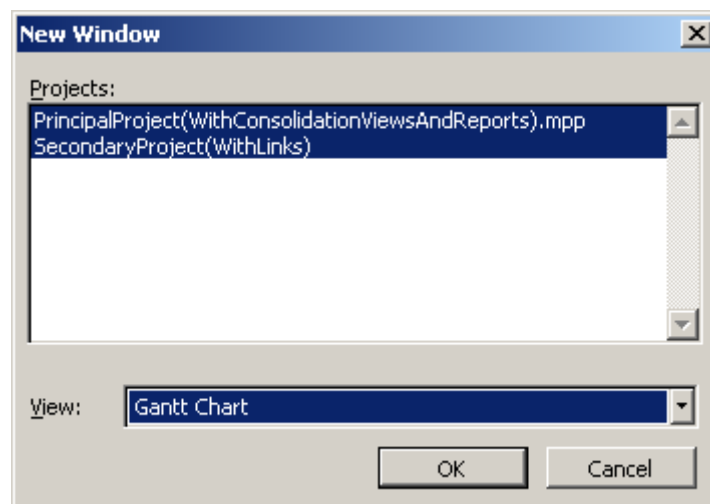 New Window
Projects:
PrincipalProject(WithConsolidationViewsAndReports).mpp
SecondaryProject(WithLinks)
View:
Gantt Chart
OK
Cancel